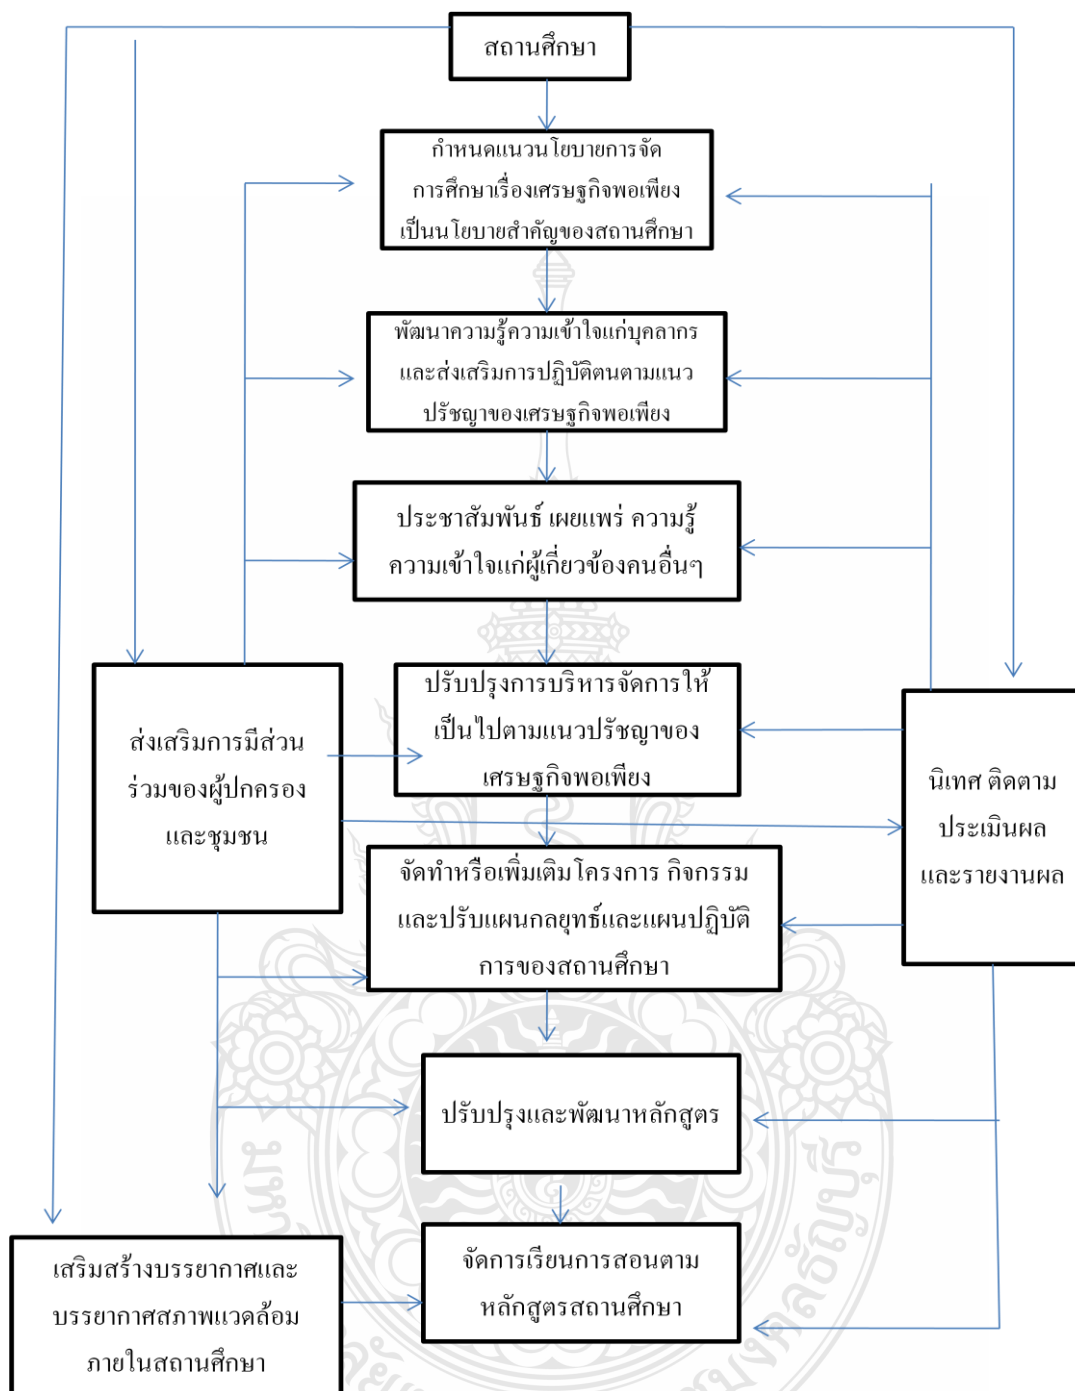 สถานศึกษา
กำหนดแนวนโยบายการจัด
การศึกษาเรื่องเศรษฐกิจพอเพียง
เป็นนโยบายสำคัญของสถานศึกษา
พัฒนาความรู้ความเข้าใจแก่บุคลากร
และส่งเสริมการปฏิบัติตนตามแนว
ปรัชญาของเศรษฐกิจพอเพียง
ประชาสัมพันธ์ เผยแพร่ ความรู้
ความเข้าใจแก่ผู้เกี่ยวข้องคนอื่นๆ
ส่งเสริมการมีส่วน
ร่วมของผู้ปกครอง
และชุมชน
ปรับปรุงการบริหารจัดการให้
เป็นไปตามแนวปรัชญาของ
เศรษฐกิจพอเพียง
นิเทศ ติดตาม
ประเมินผล
และรายงานผล
จัดทำหรือเพิ่มเติมโครงการ กิจกรรม
และปรับแผนกลยุทธ์และแผนปฏิบัติ
การของสถานศึกษา
ปรับปรุงและพัฒนาหลักสูตร
เสริมสร้างบรรยากาศและ
บรรยากาศสภาพแวดล้อม
ภายในสถานศึกษา
จัดการเรียนการสอนตาม
หลักสูตรสถานศึกษา